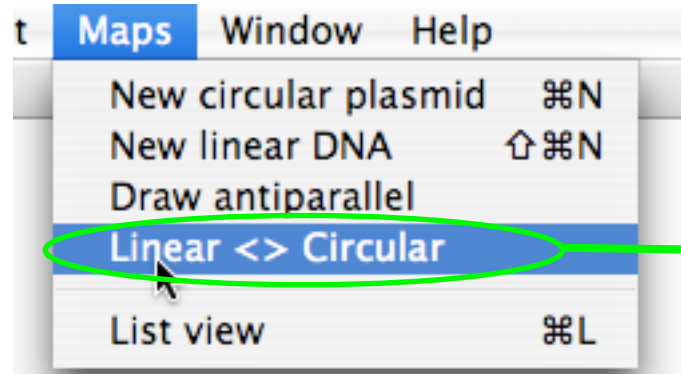 t Maps Window Help
New circular plasmid ⌘N
New linear DNA ⇧⌘N
Draw antiparallel
Linear <> Circular
List view ⌘L